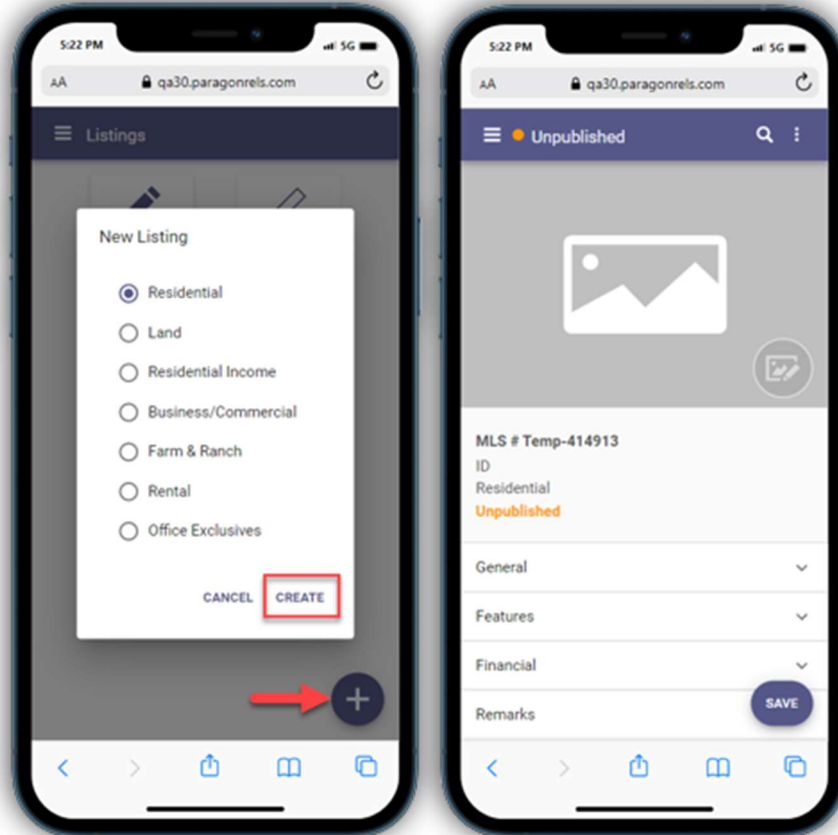 5:22 PM
5G
AA
qa30.paragonrels.com
Listings
New Listing
Residential
Land
Residential Income
Business/Commercial
Farm & Ranch
Rental
Office Exclusives
CANCEL CREATE
5:22 PM
5G
AA
qa30.paragonrels.com
Unpublished
MLS # Temp-414913
ID
Residential
Unpublished
General
Features
Financial
Remarks
SAVE